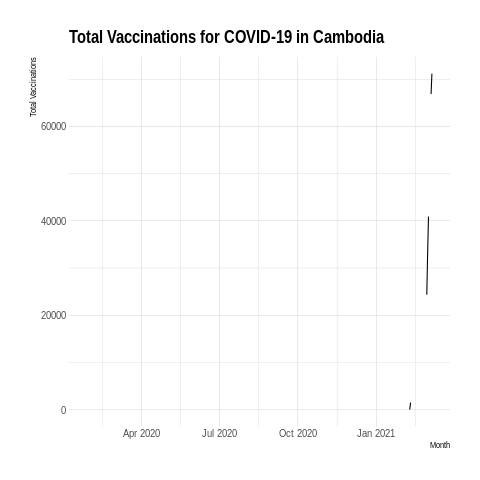 Total Vaccinations for COVID-19 in Cambodia
Total Vaccinations
60000
40000
20000
0
Apr 2020 Jul 2020 Oct 2020 Jan 2021
Month